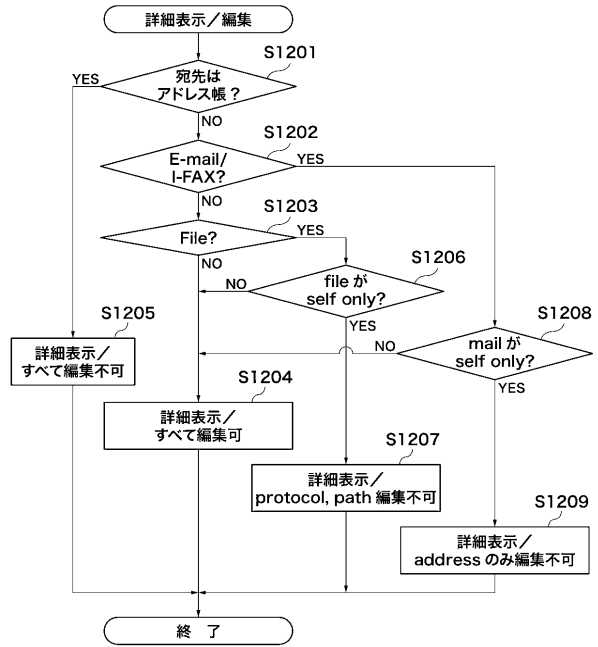 詳細表示／編集
S1201
YES
宛先は
アドレス帳？
NO
S1202
E-mail/
I-FAX?
YES
NO
S1203
File?
YES
NO
S1206
file が
self only?
NO
YES
S1205
詳細表示／
すべて編集不可
S1208
mail が
self only?
NO
YES
S1204
詳細表示／
すべて編集可
S1207
詳細表示／
protocol, path 編集不可
S1209
詳細表示／
address のみ編集不可
終　了